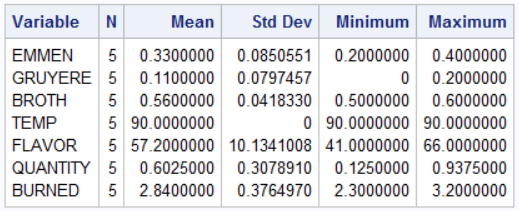 Variable N Mean Std Dev Minimum Maximum
EMMEN 5 0.3300000 0.0850551 0.2000000 0.4000000
GRUYERE 5 0.1100000 0.0797457 0 0.2000000
BROTH 5 0.5600000 0.0418330 0.5000000 0.6000000
TEMP 5 90.0000000 0 90.0000000 90.0000000
FLAVOR 5 57.2000000 10.1341008 41.0000000 66.0000000
QUANTITY 5 0.6025000 0.3078910 0.1250000 0.9375000
BURNED 5 2.8400000 0.3764970 2.3000000 3.2000000